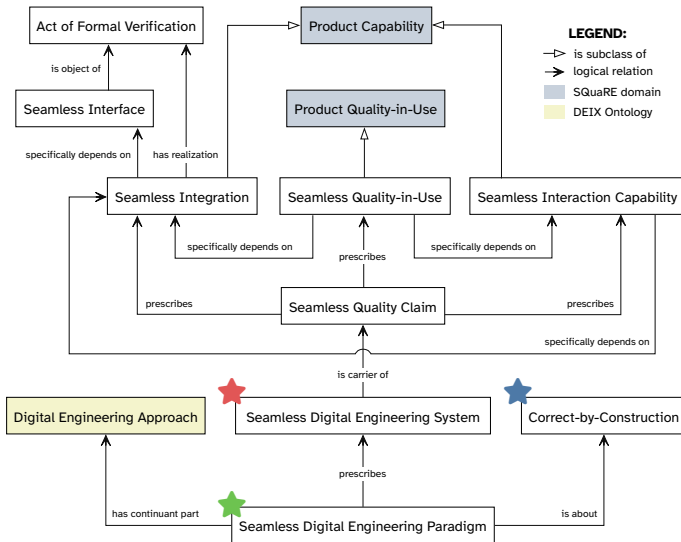 Act of Formal Verification
Product Capability
LEGEND:
is subclass of
logical relation
SQuaRE domain
DEIX Ontology
is object of
Seamless Interface
Product Quality-in-Use
specifically depends on
has realization
Seamless Integration
Seamless Quality-in-Use
Seamless Interaction Capability
specifically depends on
specifically depends on
prescribes
prescribes
Seamless Quality Claim
prescribes
specifically depends on
is carrier of
Digital Engineering Approach
Seamless Digital Engineering System
Correct-by-Construction
prescribes
has continuant part
Seamless Digital Engineering Paradigm
is about